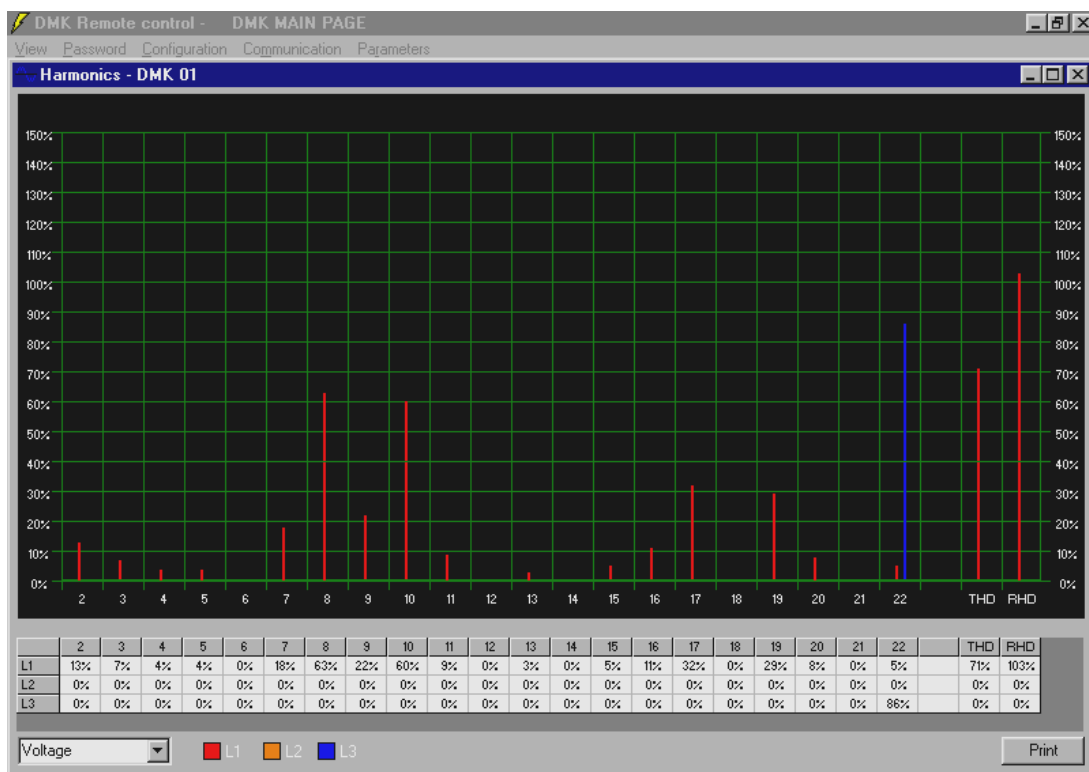 DMK Remote control - DMK MAIN PAGE
View Password Configuration Communication Parameters
Harmonics - DMK 01
150% 150%
140% 140%
130% 130%
120% 120%
110% 110%
100% 100%
90% 90%
80% 80%
70% 70%
60% 60%
50% 50%
40% 40%
30% 30%
20% 20%
10% 10%
0% 0%
2 3 4 5 6 7 8 9 10 11 12 13 14 15 16 17 18 19 20 21 22 THD RHD
2 3 4 5 6 7 8 9 10 11 12 13 14 15 16 17 18 19 20 21 22 THD RHD
L1 13% 7% 4% 4% 0% 18% 63% 22% 60% 9% 0% 3% 0% 5% 11% 32% 0% 29% 8% 0% 5% 71% 103%
L2 0% 0% 0% 0% 0% 0% 0% 0% 0% 0% 0% 0% 0% 0% 0% 0% 0% 0% 0% 0% 0% 0% 0%
L3 0% 0% 0% 0% 0% 0% 0% 0% 0% 0% 0% 0% 0% 0% 0% 0% 0% 0% 0% 0% 86% 0% 0%
Voltage L1 L2 L3 Print